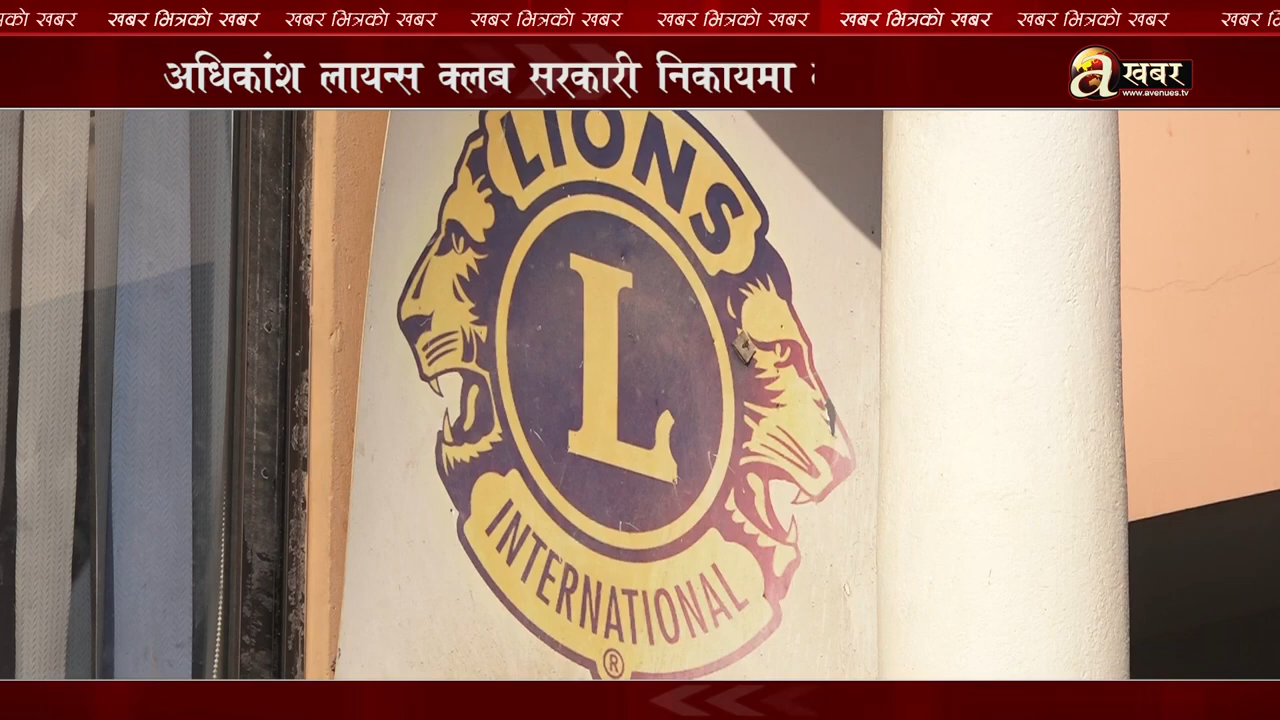 खबर भित्रको खबर खबर भित्रको खबर खबर भित्रको खबर खबर भित्रको खबर खबर भित्रको खबर खबर भित्रको खबर
अधिकांश लायन्स क्लब सरकारी निकायमा
a खबर
www.avenues.tv
LIONS
L
INTERNATIONAL
®